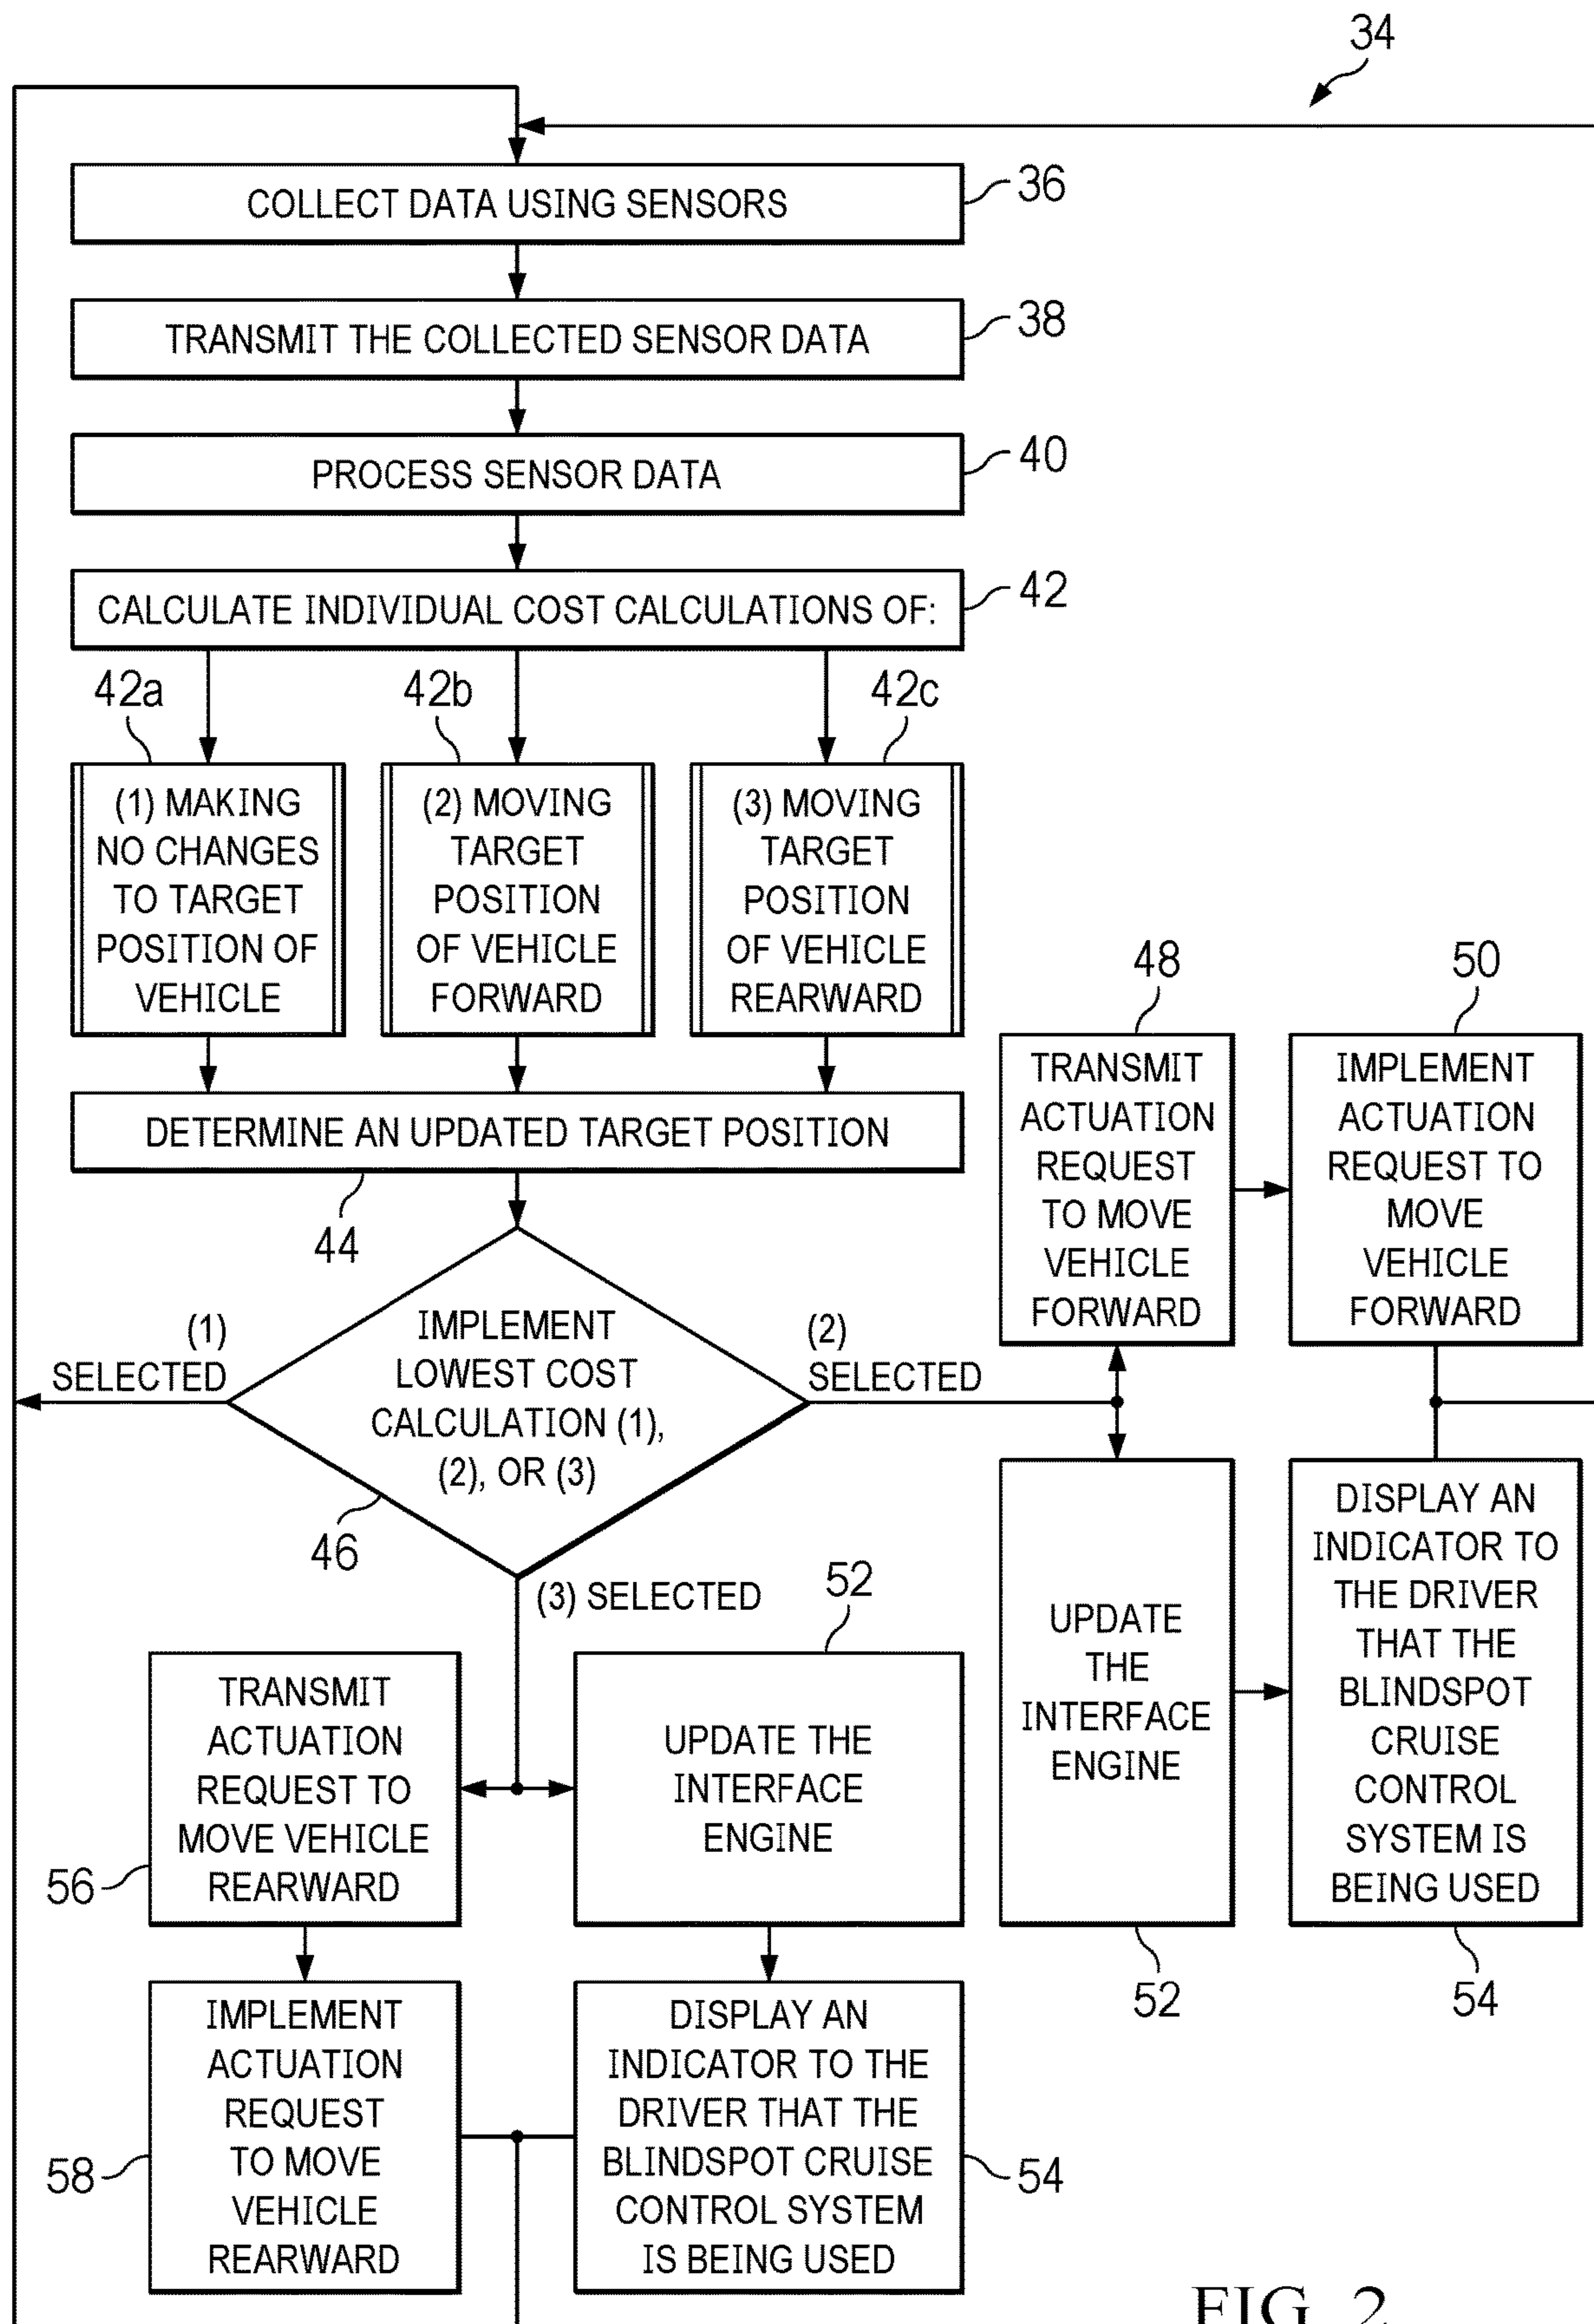 34
COLLECT DATA USING SENSORS
36
TRANSMIT THE COLLECTED SENSOR DATA
38
PROCESS SENSOR DATA
40
CALCULATE INDIVIDUAL COST CALCULATIONS OF:
42
42a
42b
42c
(1) MAKING
NO CHANGES
TO TARGET
POSITION OF
VEHICLE
(2) MOVING
TARGET
POSITION
OF VEHICLE
FORWARD
(3) MOVING
TARGET
POSITION
OF VEHICLE
REARWARD
DETERMINE AN UPDATED TARGET POSITION
44
IMPLEMENT
LOWEST COST
CALCULATION (1),
(2), OR (3)
46
(1)
SELECTED
(2)
SELECTED
(3) SELECTED
48
TRANSMIT
ACTUATION
REQUEST
TO MOVE
VEHICLE
FORWARD
50
IMPLEMENT
ACTUATION
REQUEST TO
MOVE
VEHICLE
FORWARD
UPDATE
THE
INTERFACE
ENGINE
52
DISPLAY AN
INDICATOR TO
THE DRIVER
THAT THE
BLINDSPOT
CRUISE
CONTROL
SYSTEM IS
BEING USED
54
TRANSMIT
ACTUATION
REQUEST TO
MOVE VEHICLE
REARWARD
56
52
UPDATE THE
INTERFACE
ENGINE
IMPLEMENT
ACTUATION
REQUEST
TO MOVE
VEHICLE
REARWARD
58
DISPLAY AN
INDICATOR TO THE
DRIVER THAT THE
BLINDSPOT CRUISE
CONTROL SYSTEM
IS BEING USED
54
FIG. 2